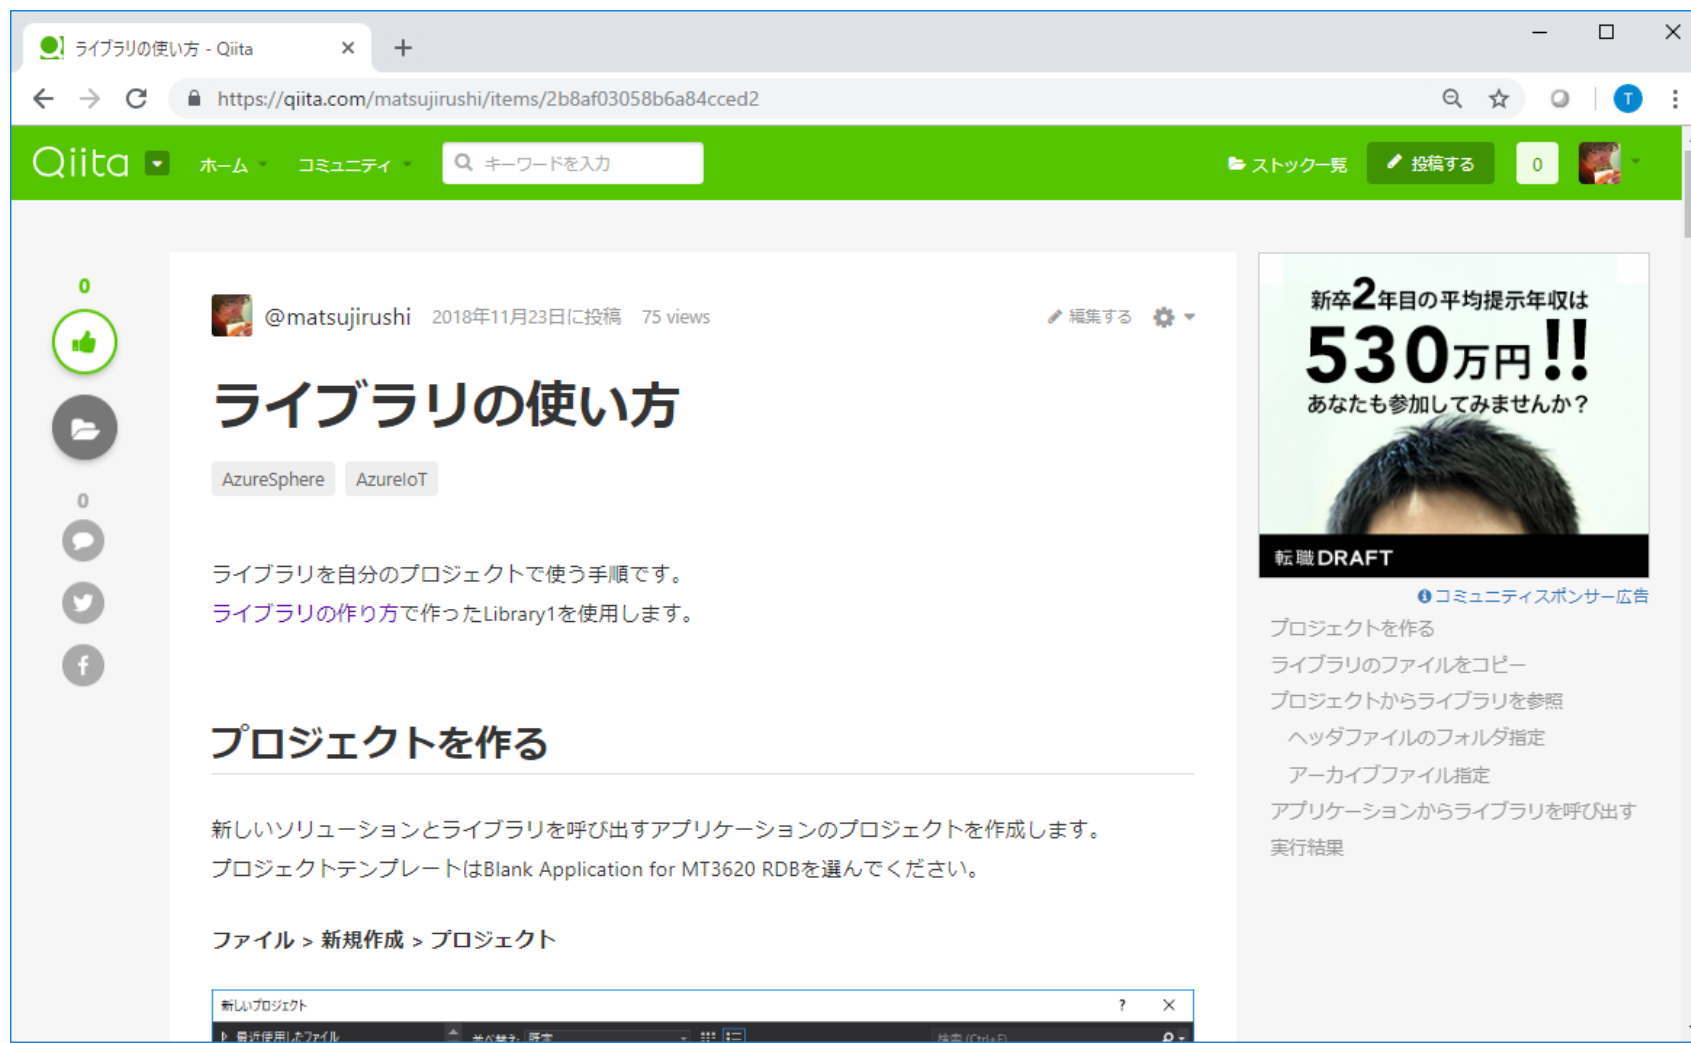 ライブラリの使い方 - Qiita
https://qiita.com/matsujirushi/items/2b8af03058b6a84cced2
T
Qiita
ホーム
コミュニティ
キーワードを入力
ストック一覧
投稿する
0
0
0
@matsujirushi 2018年11月23日に投稿 75 views
編集する
ライブラリの使い方
AzureSphere AzureIoT
ライブラリを自分のプロジェクトで使う手順です。
ライブラリの作り方で作ったLibrary1を使用します。
プロジェクトを作る
新しいソリューションとライブラリを呼び出すアプリケーションのプロジェクトを作成します。
プロジェクトテンプレートはBlank Application for MT3620 RDBを選んでください。
ファイル > 新規作成 > プロジェクト
新しいプロジェクト
最近使用したファイル
並べ替え: 既定
検索 (Ctrl+E)
新卒2年目の平均提示年収は
530万円!!
あなたも参加してみませんか?
転職DRAFT
コミュニティスポンサー広告
プロジェクトを作る
ライブラリのファイルをコピー
プロジェクトからライブラリを参照
ヘッダファイルのフォルダ指定
アーカイブファイル指定
アプリケーションからライブラリを呼び出す
実行結果